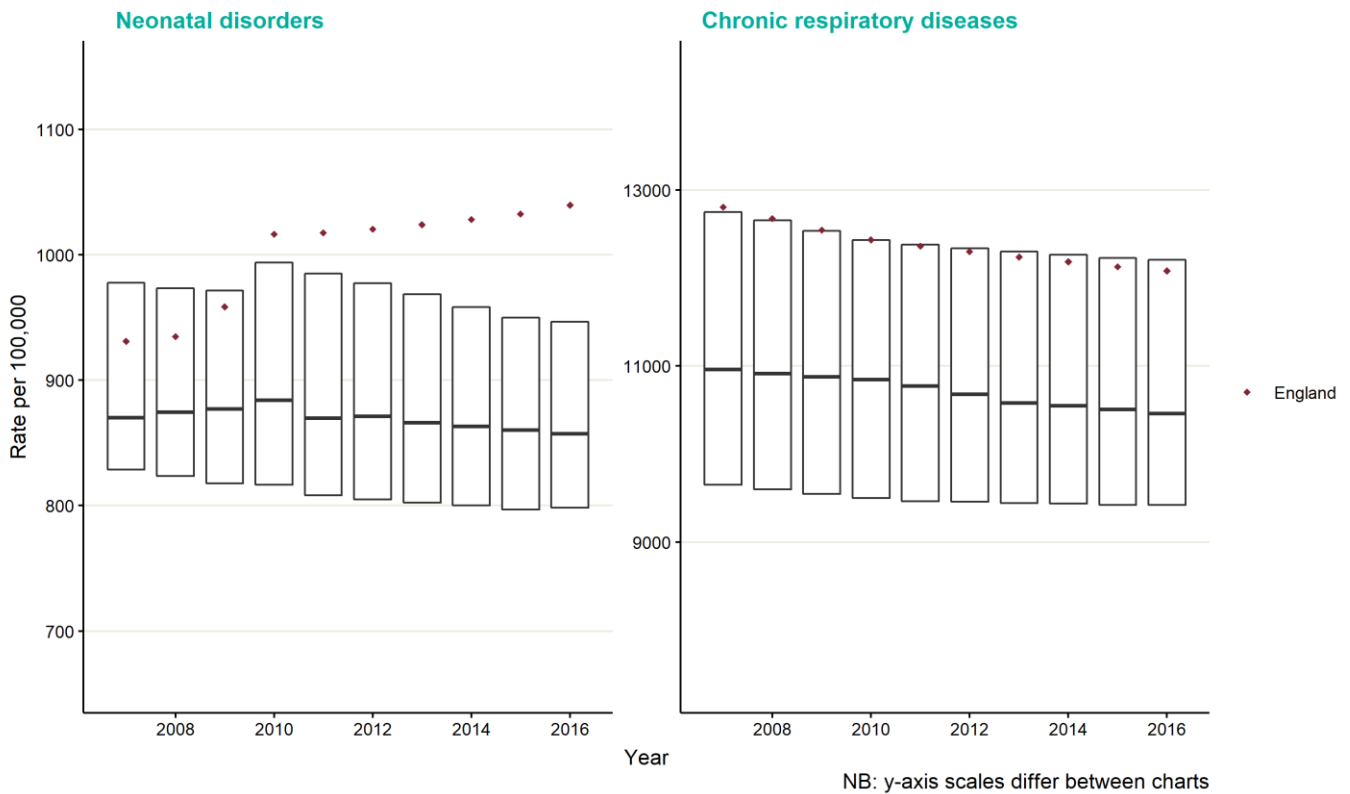 Neonatal disorders
Chronic respiratory diseases
Rate per 100,000
1100
1000
900
800
700
2008 2010 2012 2014 2016
13000
11000
9000
2008 2010 2012 2014 2016
England
Year
NB: y-axis scales differ between charts